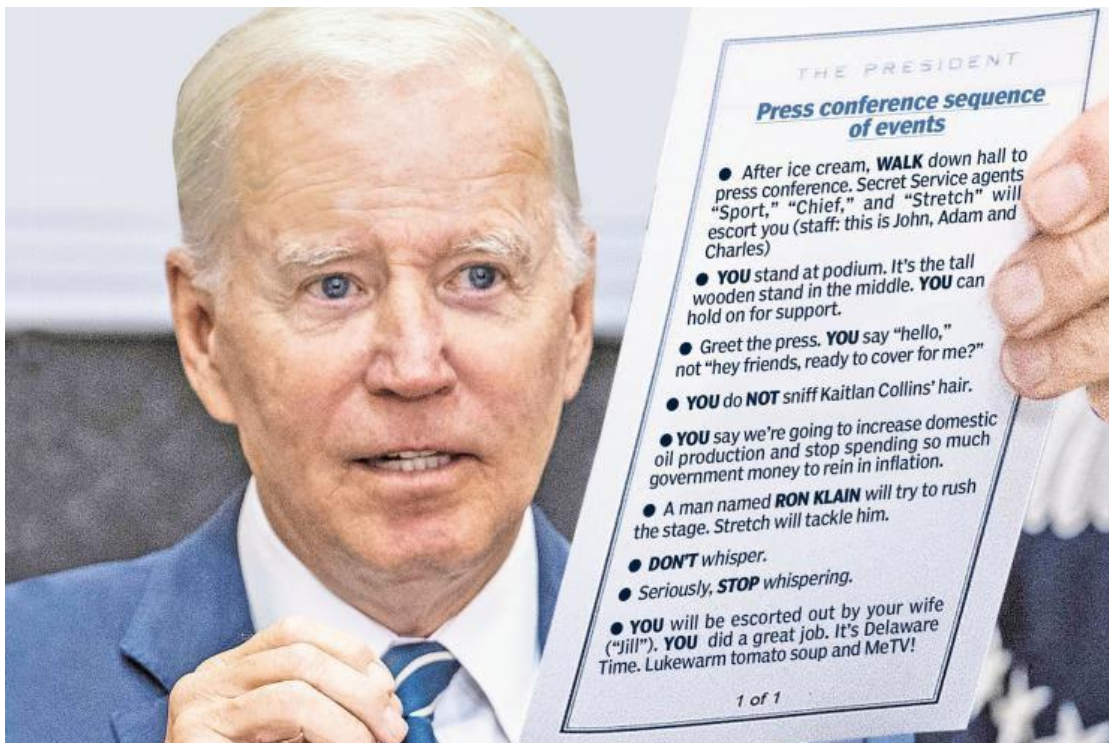 THE PRESIDENT
Press conference sequence
of events
● After ice cream, WALK down hall to
press conference. Secret Service agents
“Sport,” “Chief,” and “Stretch” will
escort you (staff: this is John, Adam and
Charles)
● YOU stand at podium. It’s the tall
wooden stand in the middle. YOU can
hold on for support.
● Greet the press. YOU say “hello,”
not “hey friends, ready to cover for me?”
● YOU do NOT sniff Kaitlan Collins’ hair.
● YOU say we’re going to increase domestic
oil production and stop spending so much
government money to rein in inflation.
● A man named RON KLAIN will try to rush
the stage. Stretch will tackle him.
● DON’T whisper.
● Seriously, STOP whispering.
● YOU will be escorted out by your wife
(“Jill”). YOU did a great job. It’s Delaware
Time. Lukewarm tomato soup and MeTV!
1 of 1